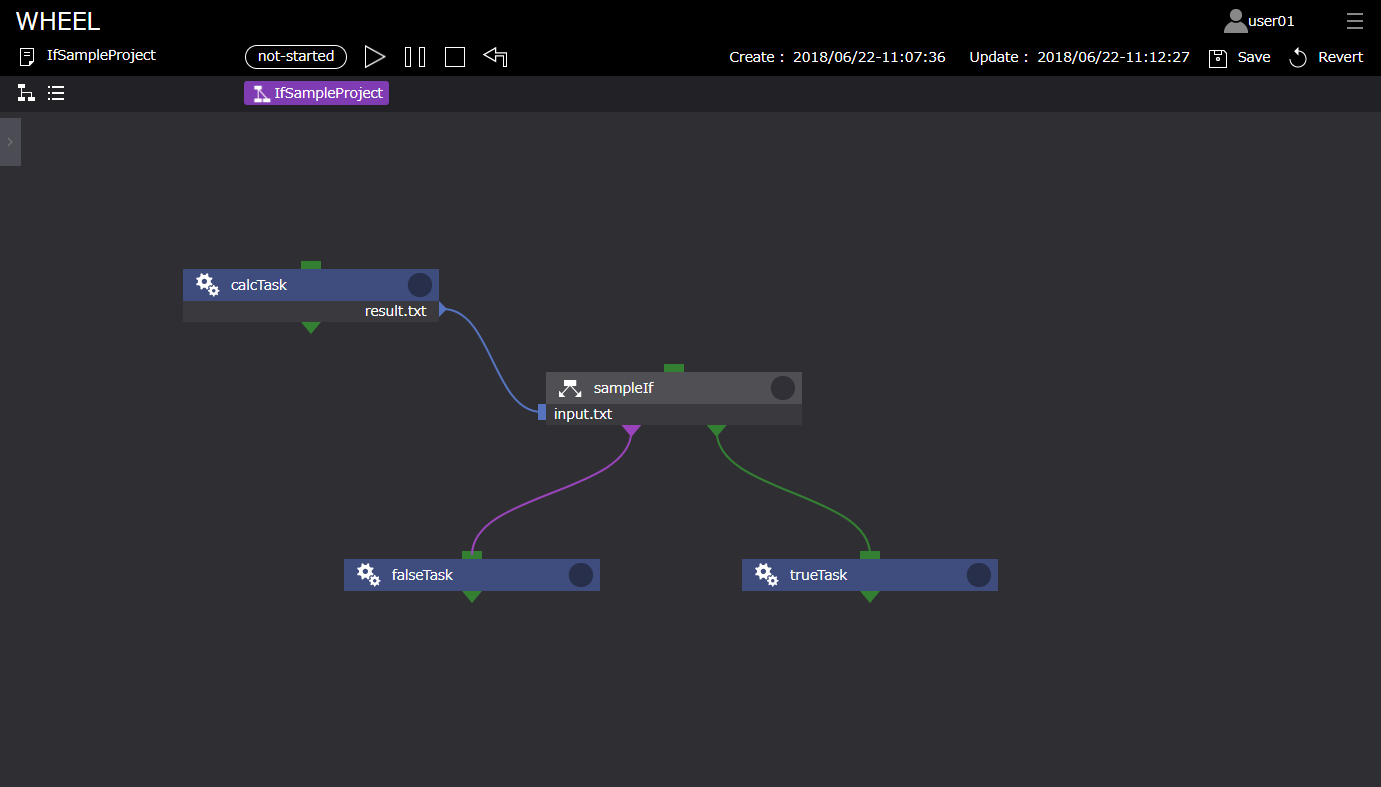 WHEEL
user01
IfSampleProject
not-started
Create : 2018/06/22-11:07:36
Update : 2018/06/22-11:12:27
Save
Revert
IfSampleProject
calcTask
result.txt
sampleIf
input.txt
falseTask
trueTask